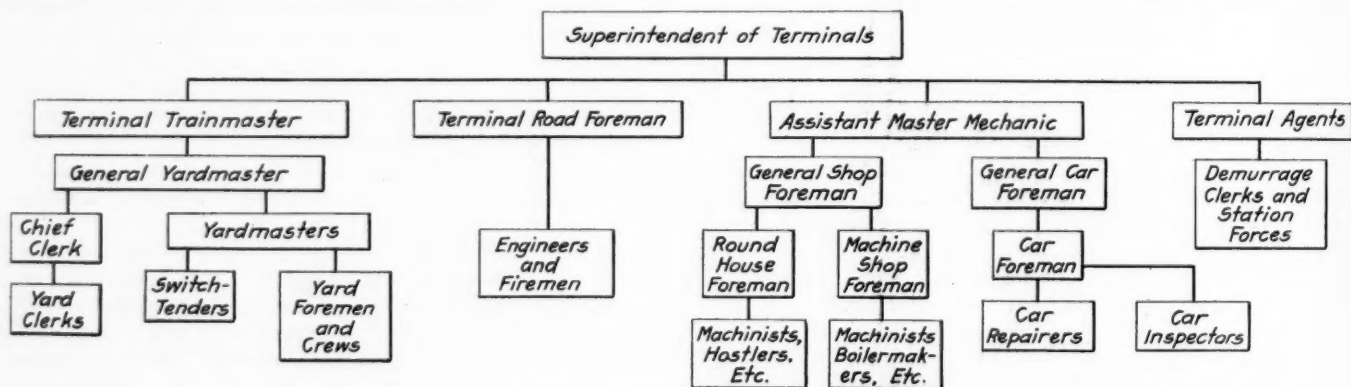 Superintendent of Terminals
Terminal Trainmaster
Terminal Road Foreman
Assistant Master Mechanic
Terminal Agents
General Yardmaster
General Shop
Foreman
General Car
Foreman
Demurrage
Clerks and
Station
Forces
Chief
Clerk
Yardmasters
Engineers
and
Firemen
Round
House
Foreman
Machine
Shop
Foreman
Car
Foreman
Yard
Clerks
Switch-
Tenders
Yard
Foremen
and
Crews
Machinists,
Hostlers,
Etc.
Machinists
Boilermak-
ers, Etc.
Car
Repairers
Car
Inspectors